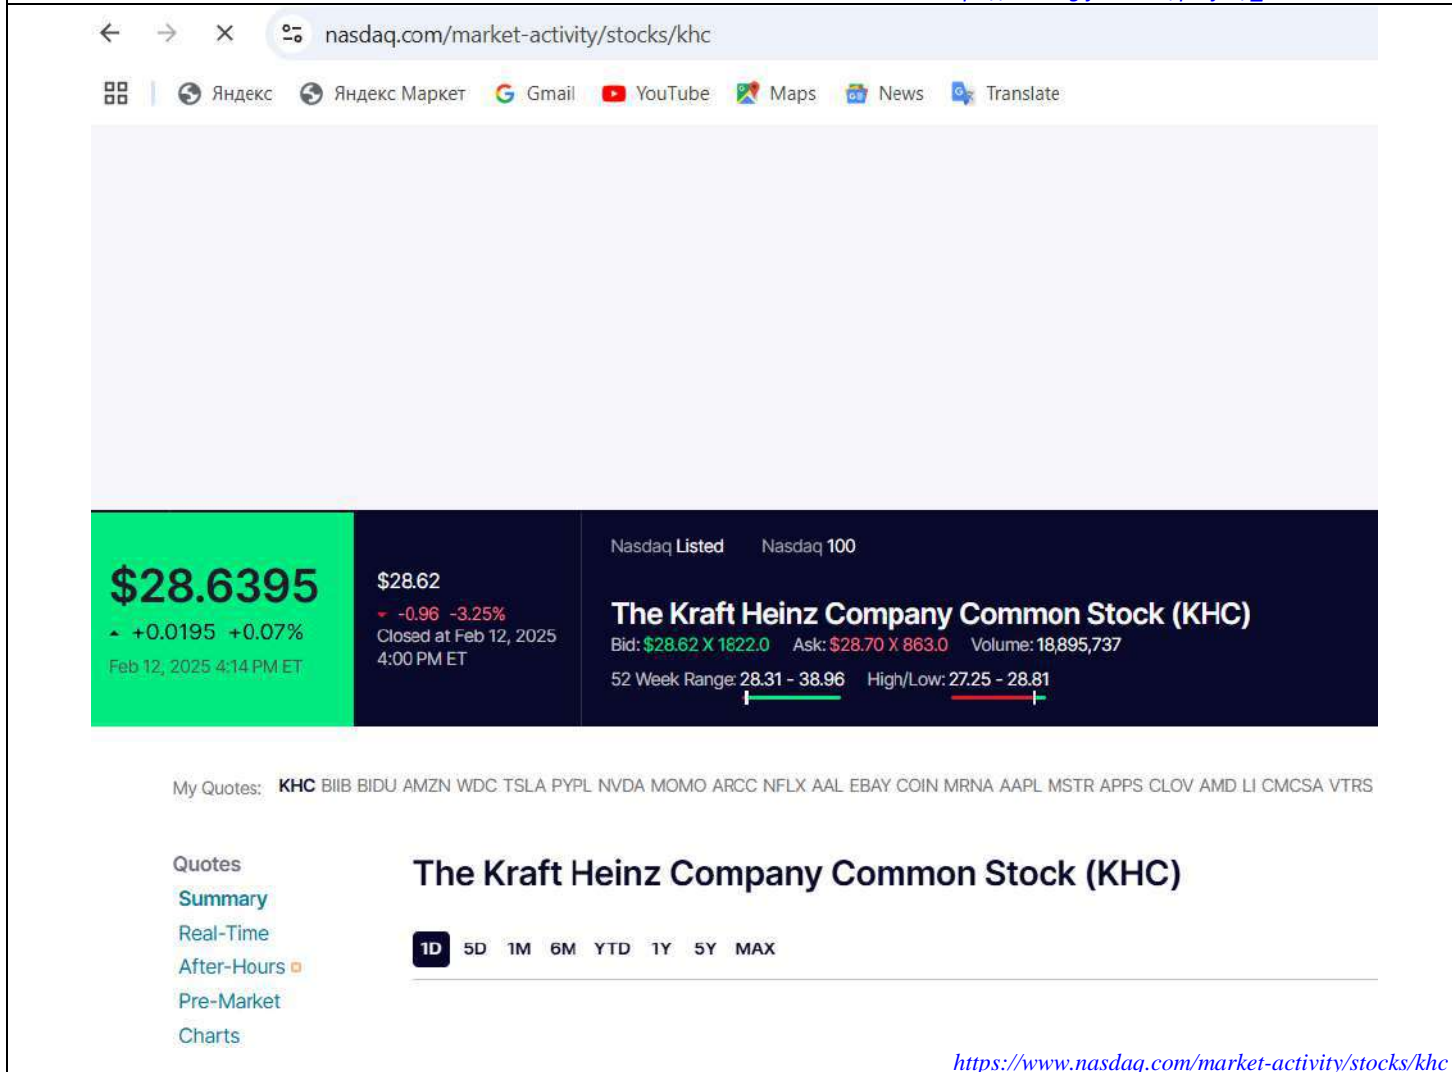 nasdaq.com/market-activity/stocks/khc
Яндекс Яндекс Маркет Gmail YouTube Maps News Translate
$28.6395
+0.0195 +0.07%
Feb 12, 2025 4:14 PM ET
$28.62
-0.96 -3.25%
Closed at Feb 12, 2025
4:00 PM ET
Nasdaq Listed Nasdaq 100
The Kraft Heinz Company Common Stock (KHC)
Bid: $28.62 X 1822.0 Ask: $28.70 X 863.0 Volume: 18,895,737
52 Week Range: 28.31 - 38.96 High/Low: 27.25 - 28.81
My Quotes: KHC BIIB BIDU AMZN WDC TSLA PYPL NVDA MOMO ARCC NFLX AAL EBAY COIN MRNA AAPL MSTR APPS CLOV AMD LI CMCSA VTRS
Quotes
Summary
Real-Time
After-Hours
Pre-Market
Charts
The Kraft Heinz Company Common Stock (KHC)
1D 5D 1M 6M YTD 1Y 5Y MAX
https://www.nasdaq.com/market-activity/stocks/khc